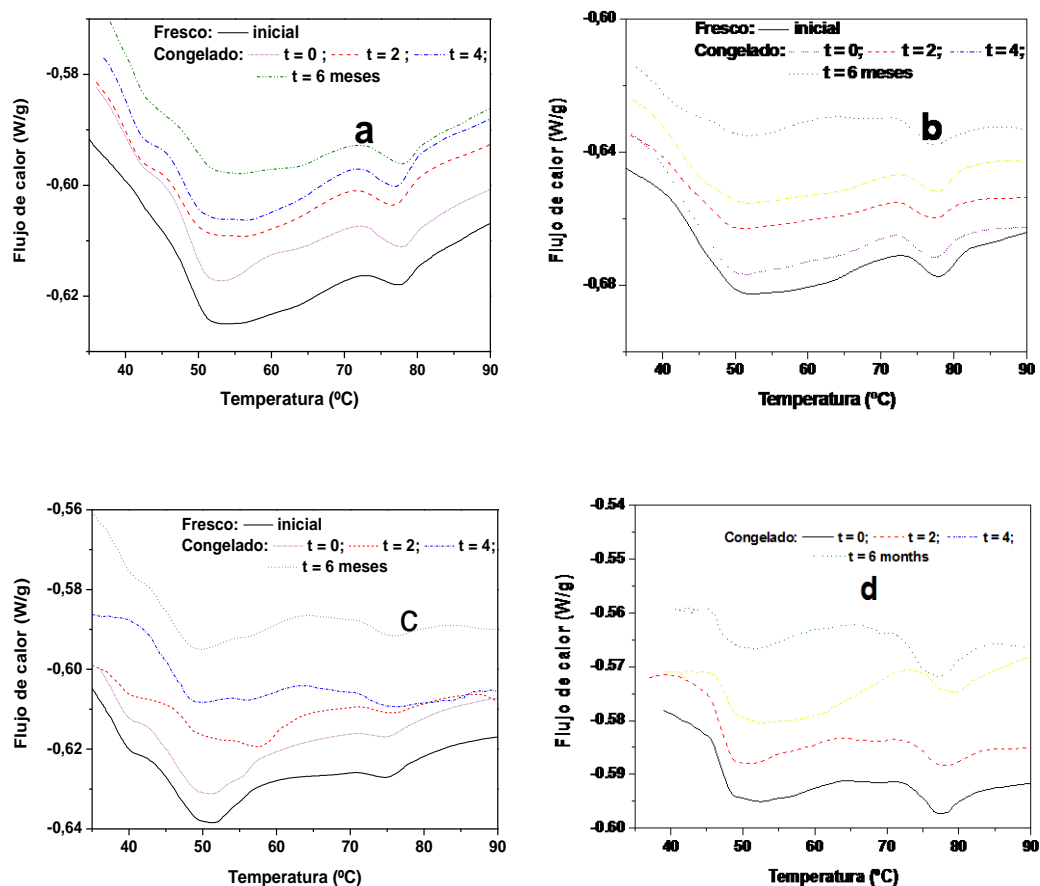 Fresco: inicial
Congelado: t = 0 ; t = 2 ; t = 4;
t = 6 meses
a
-0,58
-0,60
-0,62
Flujo de calor (W/g)
40 50 60 70 80 90
Temperatura (ºC)
Fresco: inicial
Congelado: t = 0; t = 2; t = 4;
t = 6 meses
b
-0,60
-0,64
-0,68
Flujo de calor (W/g)
40 50 60 70 80 90
Temperatura (ºC)
Fresco: inicial
Congelado: t = 0; t = 2; t = 4;
t = 6 meses
c
-0,56
-0,58
-0,60
-0,62
-0,64
Flujo de calor (W/g)
40 50 60 70 80 90
Temperatura (ºC)
Congelado: t = 0; t = 2; t = 4;
t = 6 months
d
-0.54
-0.55
-0.56
-0.57
-0.58
-0.59
-0.60
Flujo de calor (W/g)
40 50 60 70 80 90
Temperatura (ºC)